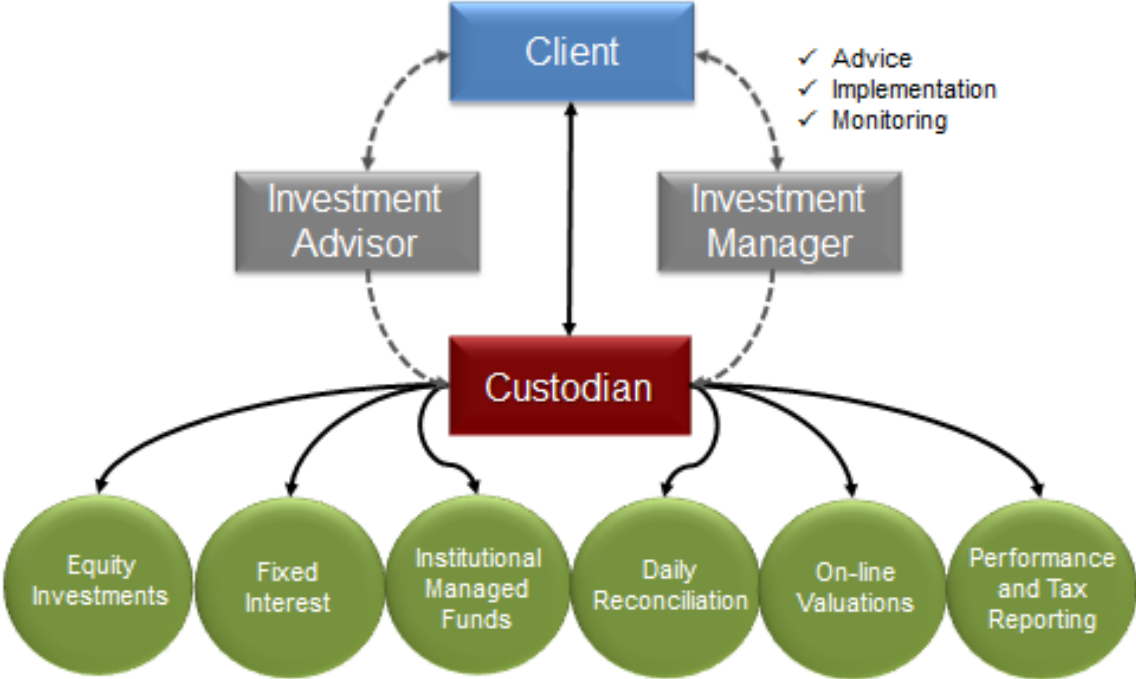 Client
✓ Advice
✓ Implementation
✓ Monitoring
Investment
Advisor
Investment
Manager
Custodian
Equity
Investments
Fixed
Interest
Institutional
Managed
Funds
Daily
Reconciliation
On-line
Valuations
Performance
and Tax
Reporting